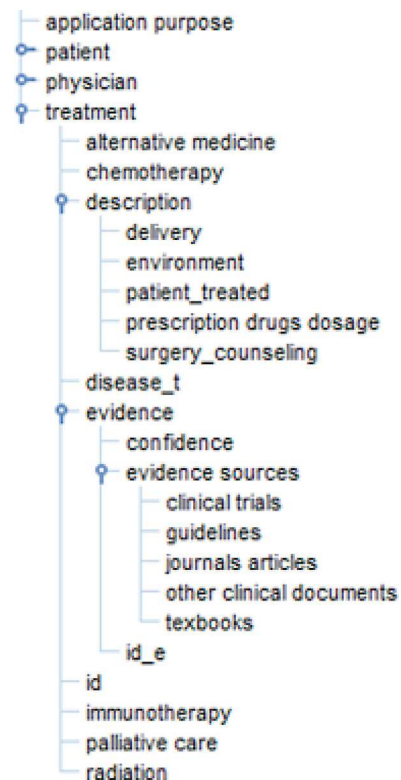 application purpose
patient
physician
treatment
alternative medicine
chemotherapy
description
delivery
environment
patient_treated
prescription drugs dosage
surgery_counseling
disease_t
evidence
confidence
evidence sources
clinical trials
guidelines
journals articles
other clinical documents
texbooks
id_e
id
immunotherapy
palliative care
radiation